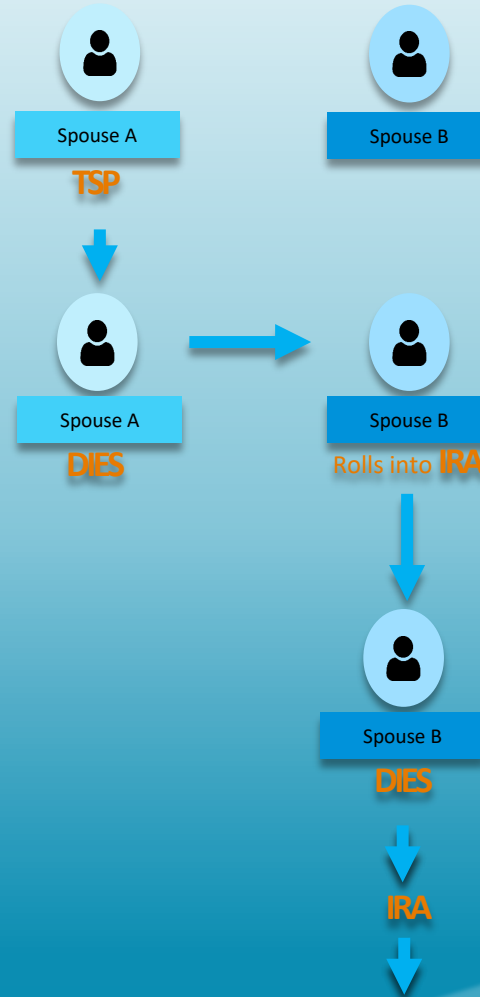 Spouse A
Spouse B
TSP
Spouse A
Spouse B
DIES
Rolls into IRA
Spouse B
DIES
IRA